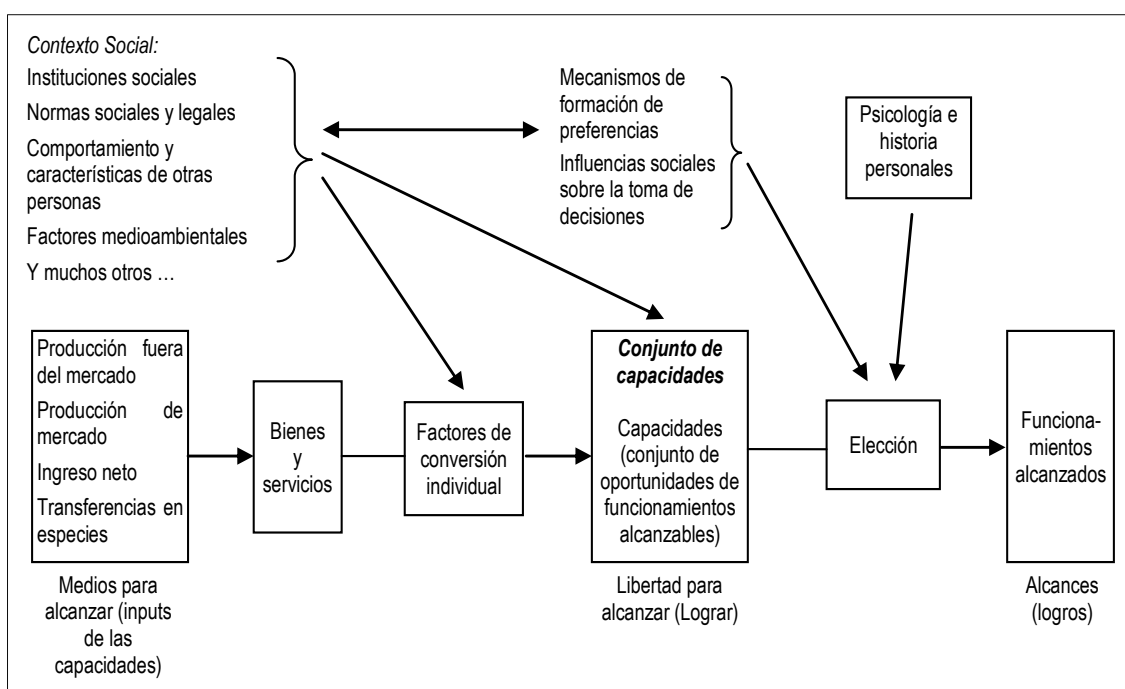 Contexto Social:
Instituciones sociales
Normas sociales y legales
Comportamiento y
características de otras
personas
Factores medioambientales
Y muchos otros …
Mecanismos de
formación de
preferencias
Influencias sociales
sobre la toma de
decisiones
Psicología e
historia
personales
Producción fuera
del mercado
Producción de
mercado
Ingreso neto
Transferencias en
especies
Medios para
alcanzar (inputs
de las
capacidades)
Bienes
y
servicios
Factores de
conversión
individual
Conjunto de
capacidades
Capacidades
(conjunto de
oportunidades de
funcionamientos
alcanzables)
Libertad para
alcanzar (Lograr)
Elección
Funciona-
mientos
alcanzados
Alcances
(logros)